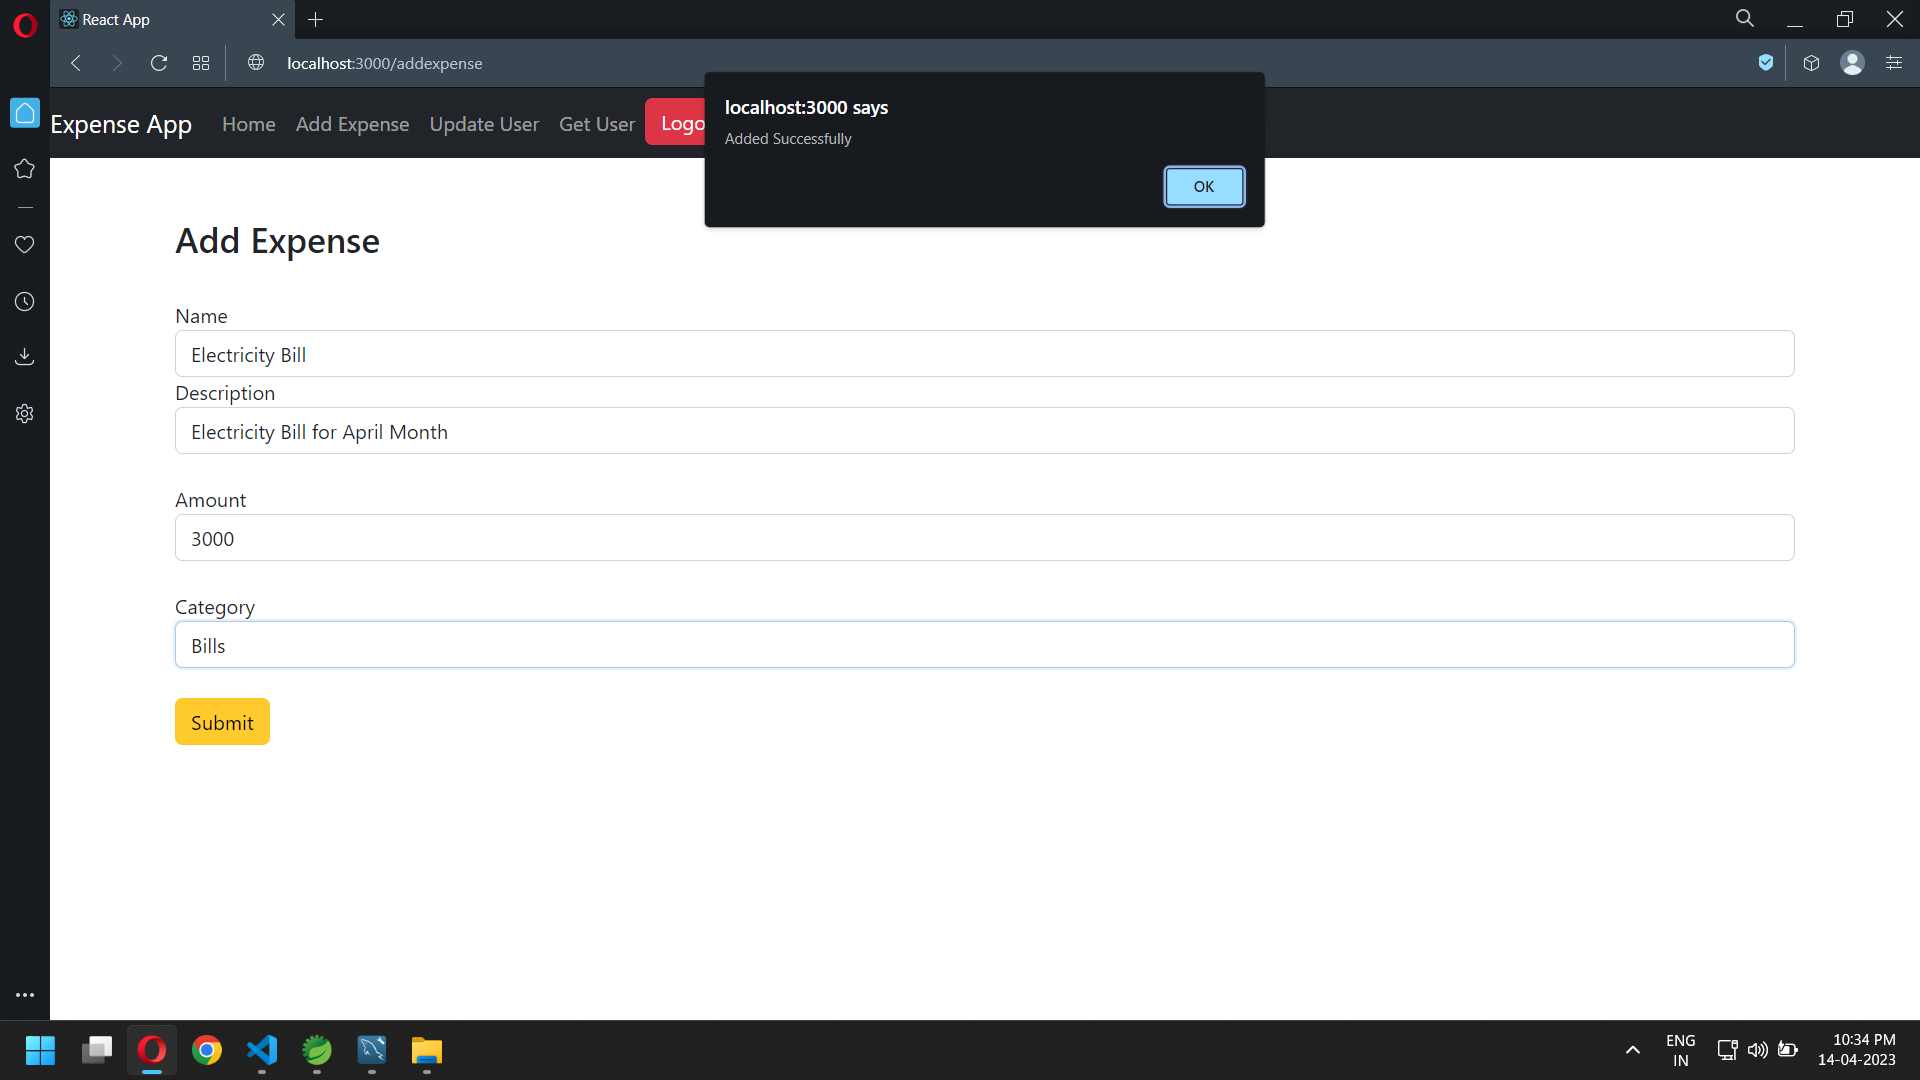 React App
localhost:3000/addexpense
Expense App Home Add Expense Update User Get User Logo
localhost:3000 says
Added Successfully
OK
Add Expense
Name
Electricity Bill
Description
Electricity Bill for April Month
Amount
3000
Category
Bills
Submit
ENG
IN
10:34 PM
14-04-2023